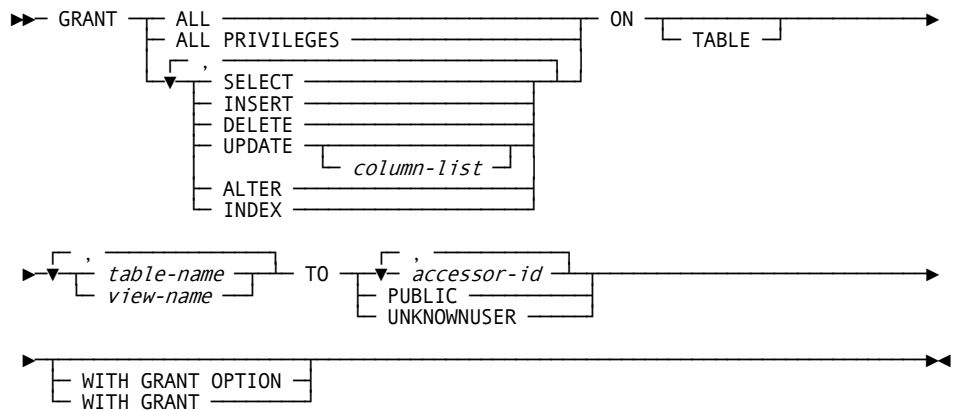 GRANT ALL ON
ALL PRIVILEGES TABLE
,
SELECT
INSERT
DELETE
UPDATE
column-list
ALTER
INDEX
, ,
table-name TO accessor-id
view-name PUBLIC
UNKNOWNUSER
WITH GRANT OPTION
WITH GRANT